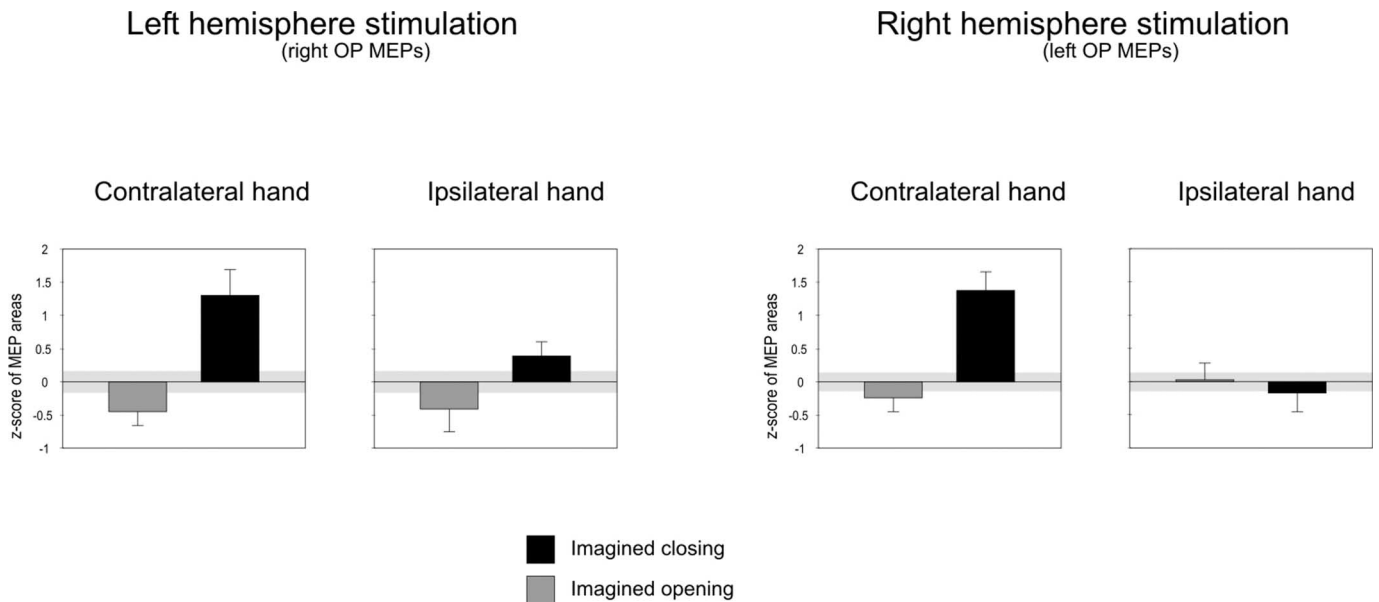 Left hemisphere stimulation
(right OP MEPs)
Right hemisphere stimulation
(left OP MEPs)
Contralateral hand
Ipsilateral hand
Contralateral hand
Ipsilateral hand
z-score of MEP areas
2
1.5
1
0.5
0
-0.5
-1
z-score of MEP areas
2
1.5
1
0.5
0
-0.5
-1
Imagined closing
Imagined opening